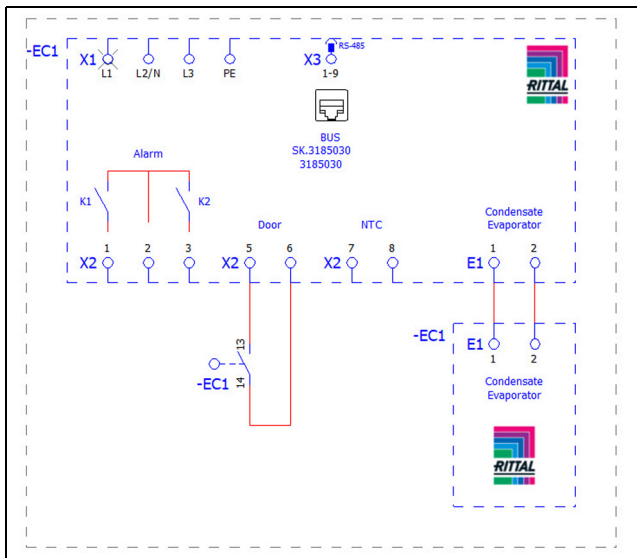 -EC1
X1
L1
L2/N
L3
PE
X3
RS-485
1-9
RITTAL
BUS
SK.3185030
3185030
Alarm
K1
K2
Door
NTC
Condensate
Evaporator
X2
1
2
3
X2
5
6
X2
7
8
E1
1
2
-EC1
E1
1
2
Condensate
Evaporator
RITTAL
13
14
-EC1